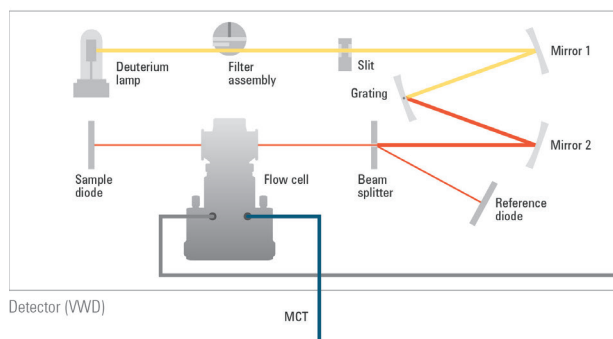 Deuterium
lamp
Filter
assembly
Slit
Mirror 1
Grating
Mirror 2
Sample
diode
Flow cell
Beam
splitter
Reference
diode
Detector (VWD)
MCT